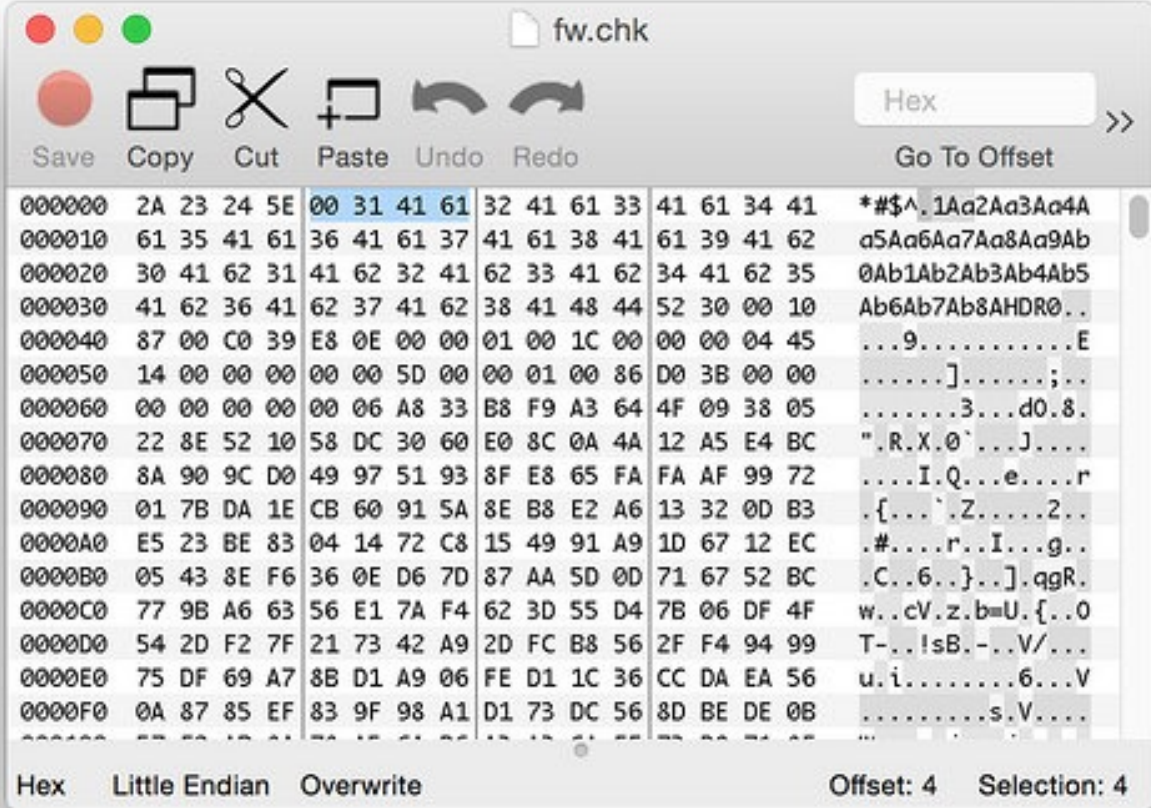 fw.chk
Hex
Save Copy Cut Paste Undo Redo Go To Offset
000000 2A 23 24 5E 00 31 41 61 32 41 61 33 41 61 34 41 *#$^.1Aa2Aa3Aa4A
000010 61 35 41 61 36 41 61 37 41 61 38 41 61 39 41 62 a5Aa6Aa7Aa8Aa9Ab
000020 30 41 62 31 41 62 32 41 62 33 41 62 34 41 62 35 0Ab1Ab2Ab3Ab4Ab5
000030 41 62 36 41 62 37 41 62 38 41 48 44 52 30 00 10 Ab6Ab7Ab8AHDR0..
000040 87 00 C0 39 E8 0E 00 00 01 00 1C 00 00 00 04 45 ...9...........E
000050 14 00 00 00 00 00 5D 00 00 01 00 86 D0 3B 00 00 ......]......;..
000060 00 00 00 00 00 06 A8 33 B8 F9 A3 64 4F 09 38 05 .......3...dO.8.
000070 22 8E 52 10 58 DC 30 60 E0 8C 0A 4A 12 A5 E4 BC ".R.X.0`...J....
000080 8A 90 9C D0 49 97 51 93 8F E8 65 FA FA AF 99 72 ....I.Q...e....r
000090 01 7B DA 1E CB 60 91 5A 8E B8 E2 A6 13 32 0D B3 .{...`.Z.....2..
0000A0 E5 23 BE 83 04 14 72 C8 15 49 91 A9 1D 67 12 EC .#....r..I...g..
0000B0 05 43 8E F6 36 0E D6 7D 87 AA 5D 0D 71 67 52 BC .C..6..}..].qgR.
0000C0 77 9B A6 63 56 E1 7A F4 62 3D 55 D4 7B 06 DF 4F w..cV.z.b=U.{..O
0000D0 54 2D F2 7F 21 73 42 A9 2D FC B8 56 2F F4 94 99 T-..!sB.-..V/...
0000E0 75 DF 69 A7 8B D1 A9 06 FE D1 1C 36 CC DA EA 56 u.i........6...V
0000F0 0A 87 85 EF 83 9F 98 A1 D1 73 DC 56 8D BE DE 0B .........s.V....
Hex Little Endian Overwrite Offset: 4 Selection: 4